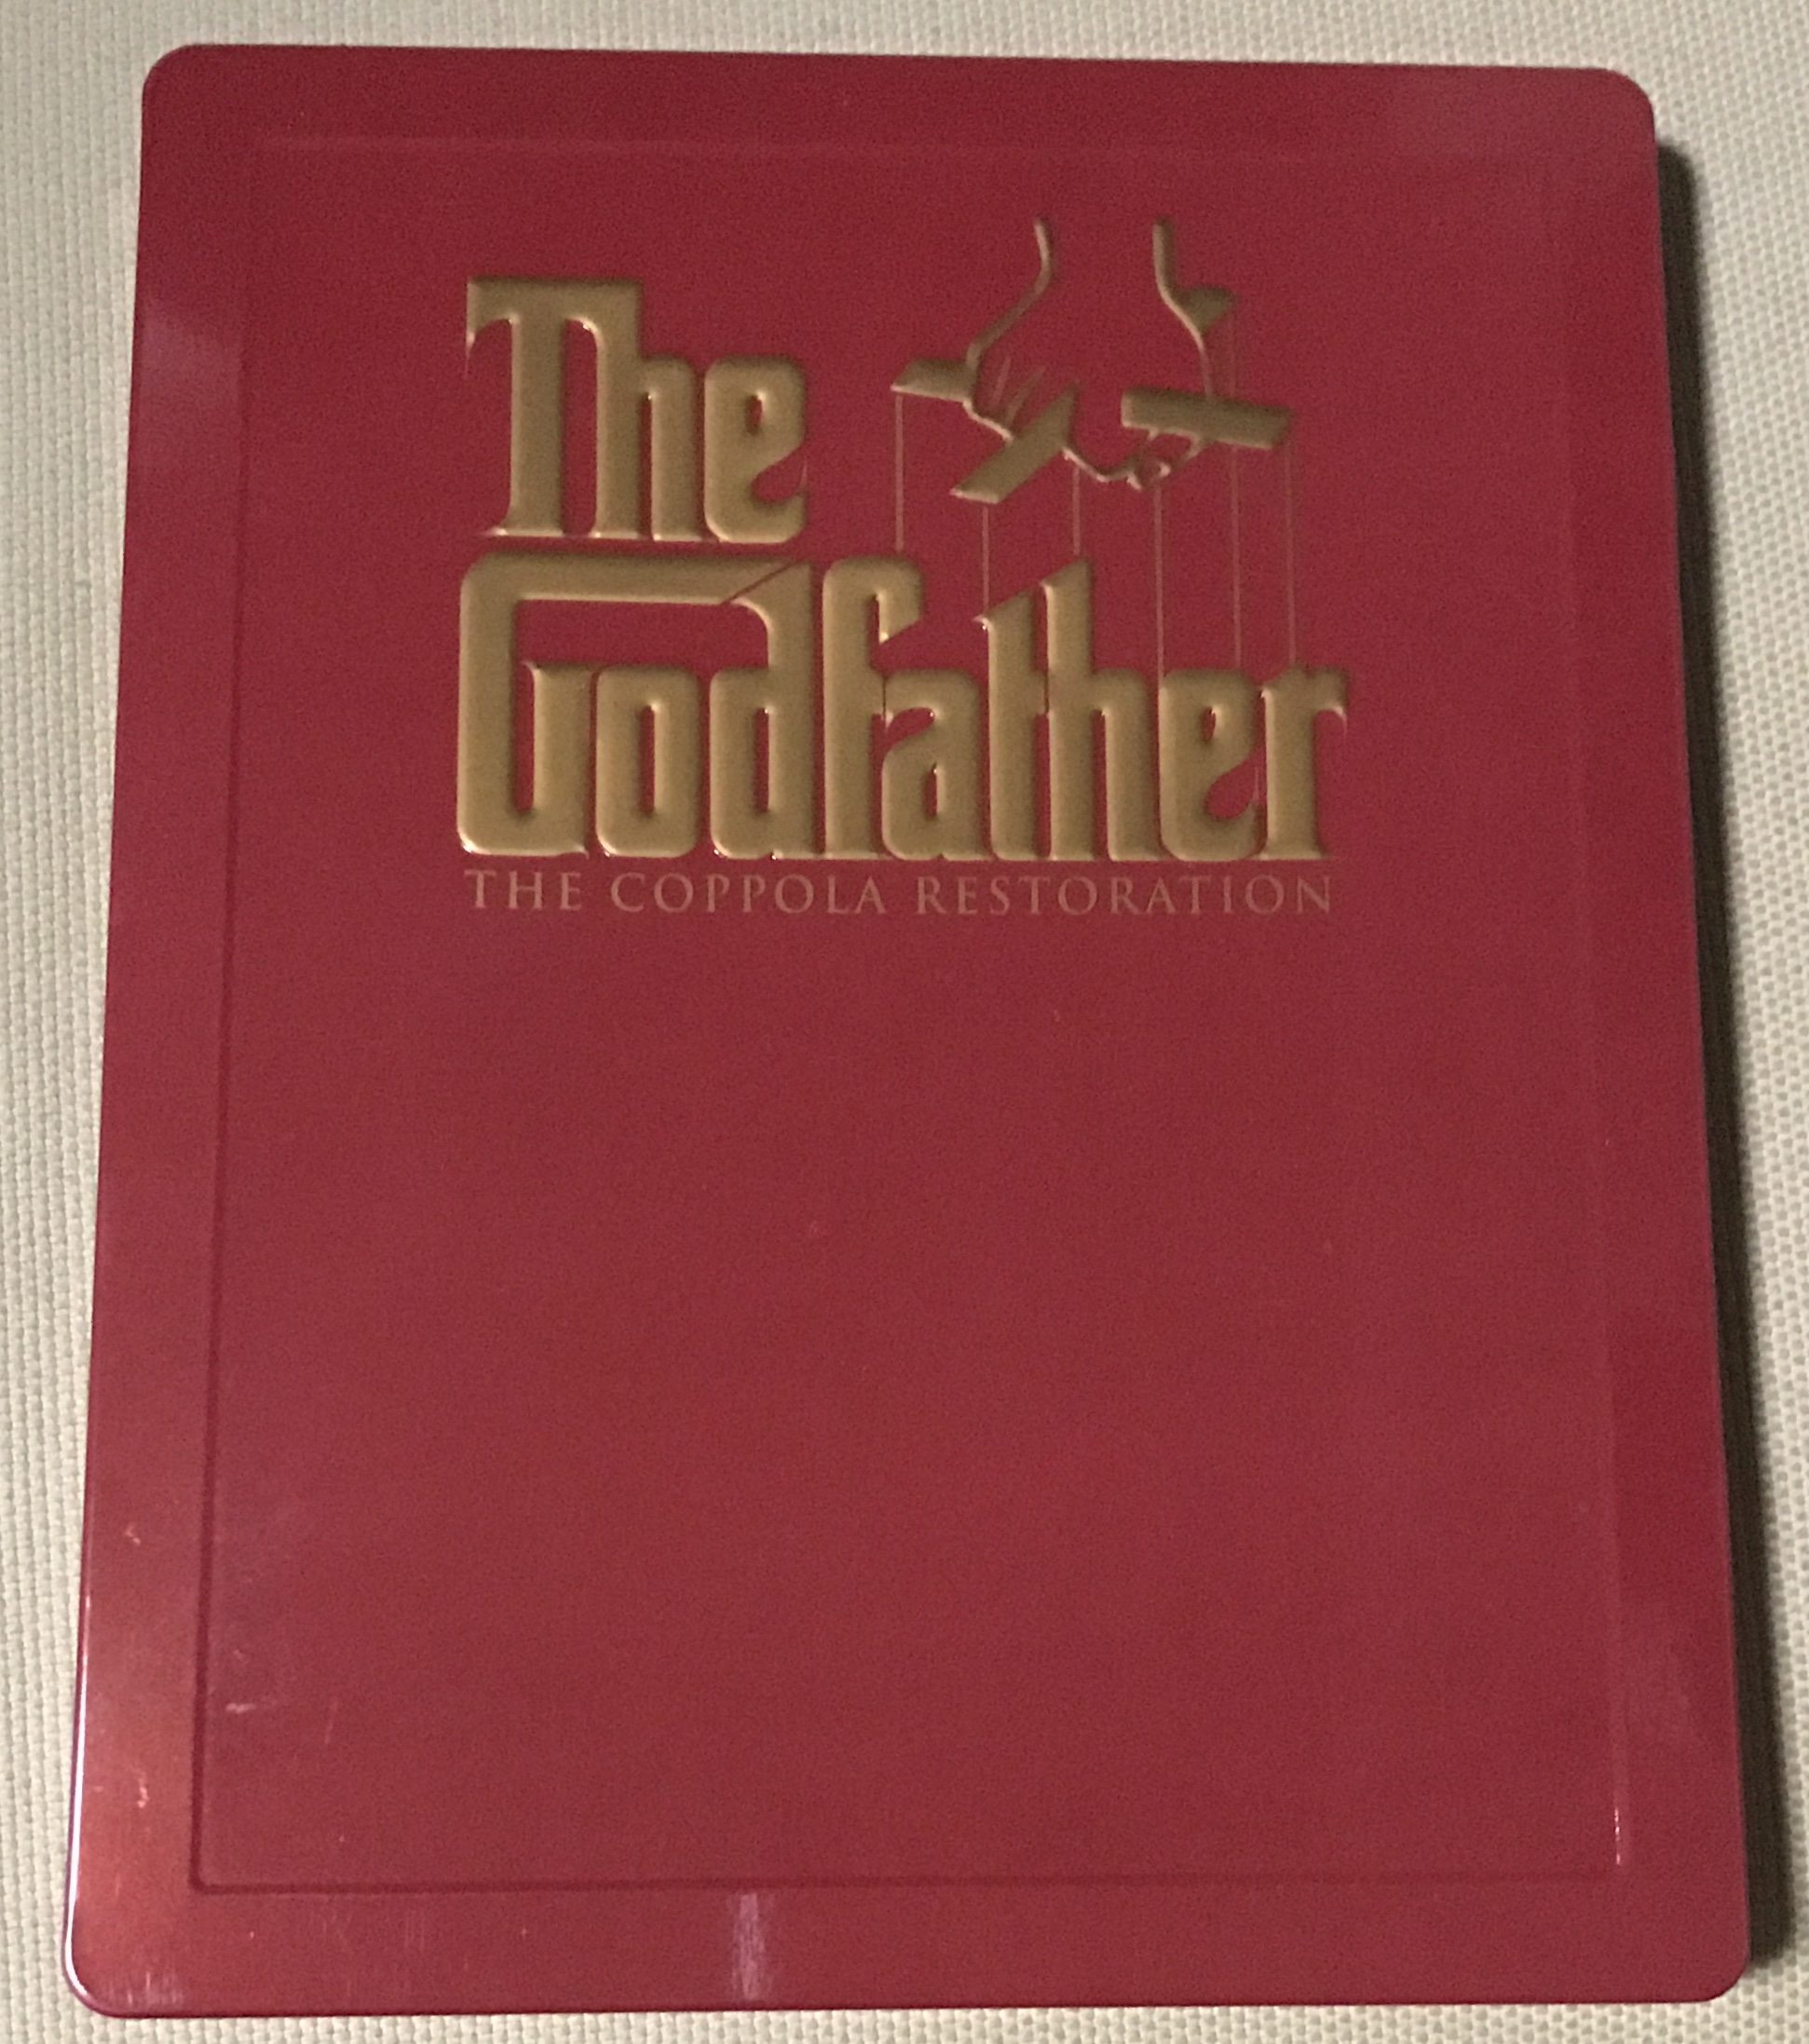 The
Godfather
THE COPPOLA RESTORATION